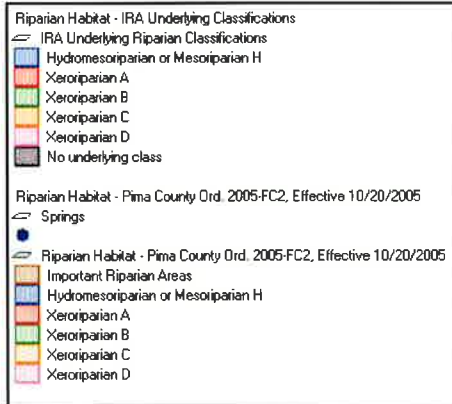 Riparian Habitat - IRA Underlying Classifications
IRA Underlying Riparian Classifications
Hydromesoriparian or Mesoriparian H
Xeroriparian A
Xeroriparian B
Xeroriparian C
Xeroriparian D
No underlying class
Riparian Habitat - Pima County Ord. 2005-FC2, Effective 10/20/2005
Springs
Riparian Habitat - Pima County Ord. 2005-FC2, Effective 10/20/2005
Important Riparian Areas
Hydromesoriparian or Mesoriparian H
Xeroriparian A
Xeroriparian B
Xeroriparian C
Xeroriparian D